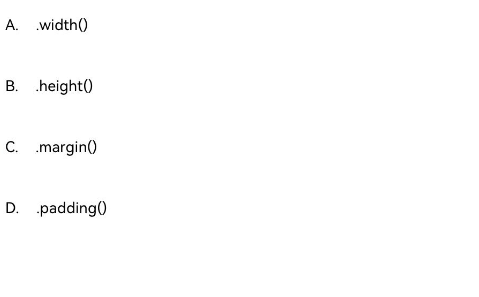 A. .width()
B. .height()
C. .margin()
D. .padding()